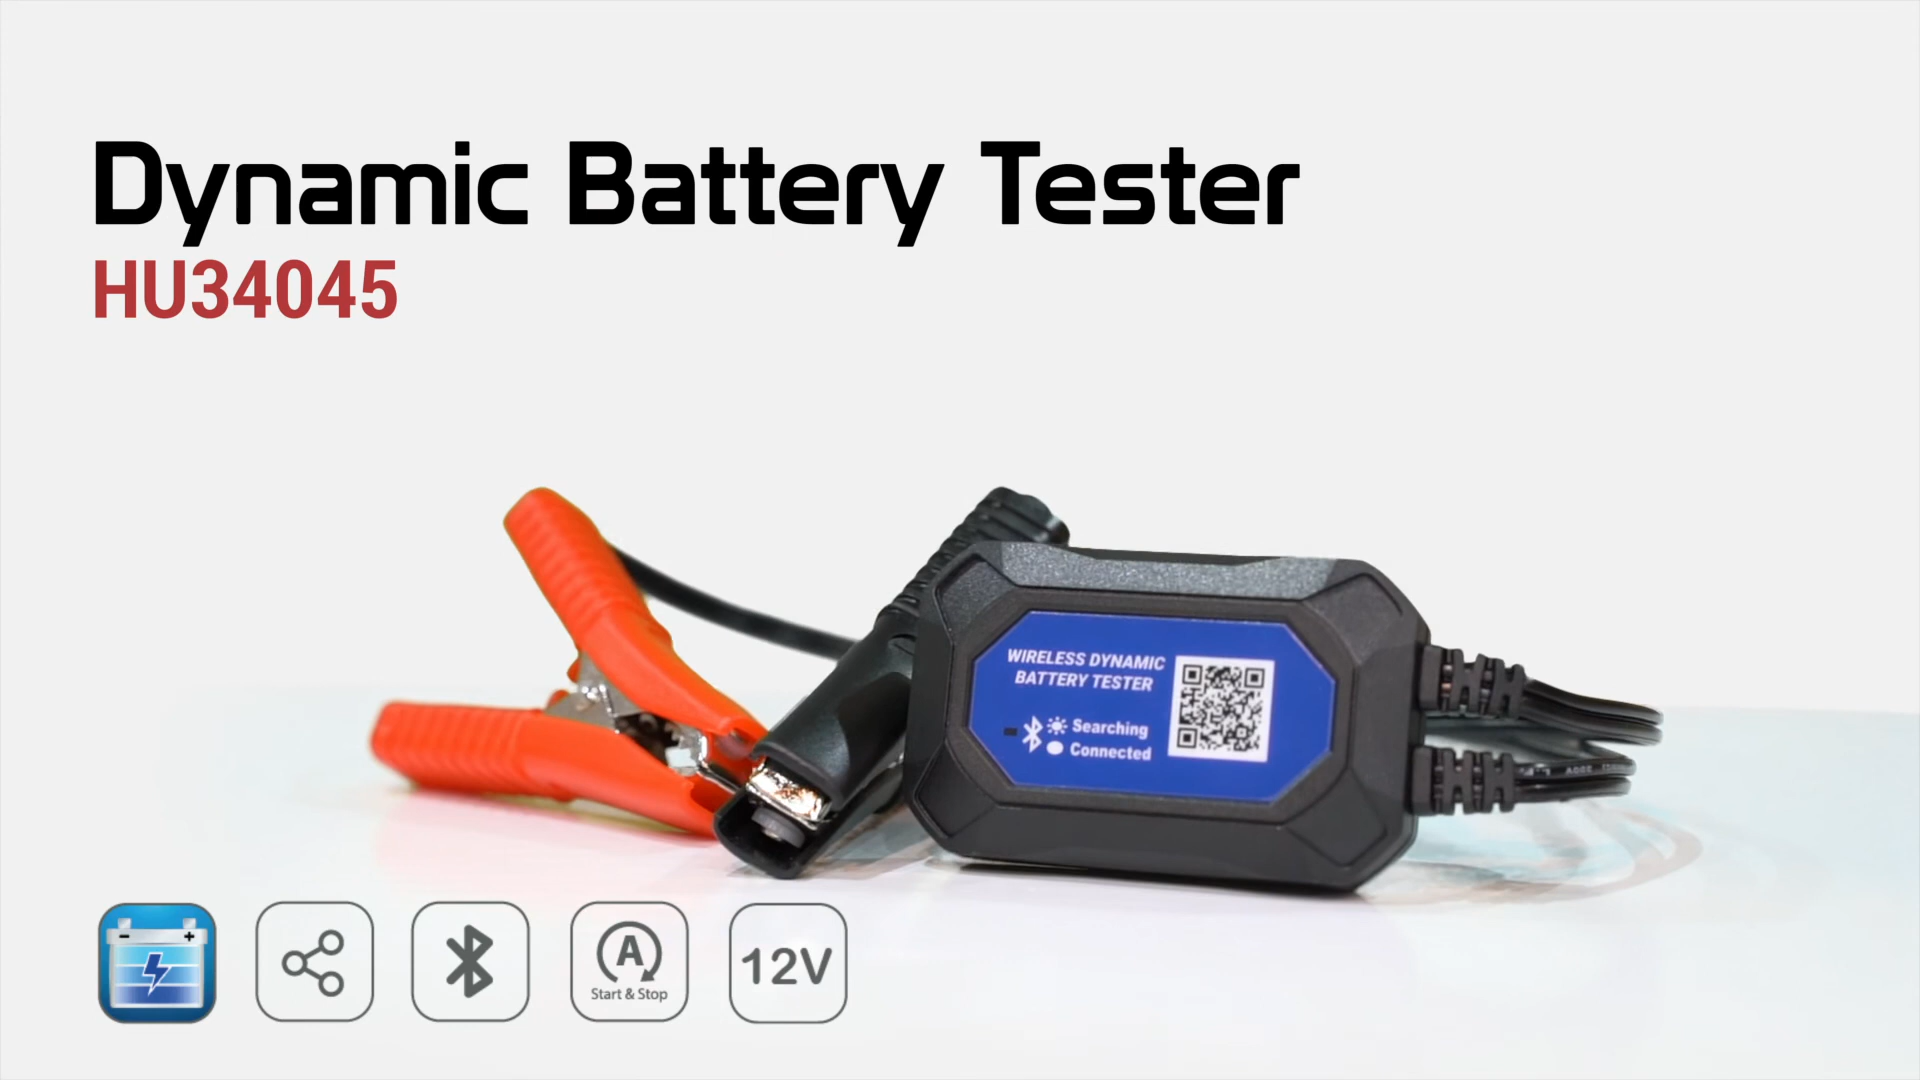 Dynamic Battery Tester
HU34045
WIRELESS DYNAMIC
BATTERY TESTER
Searching
Connected
- +
A
Start & Stop
12V